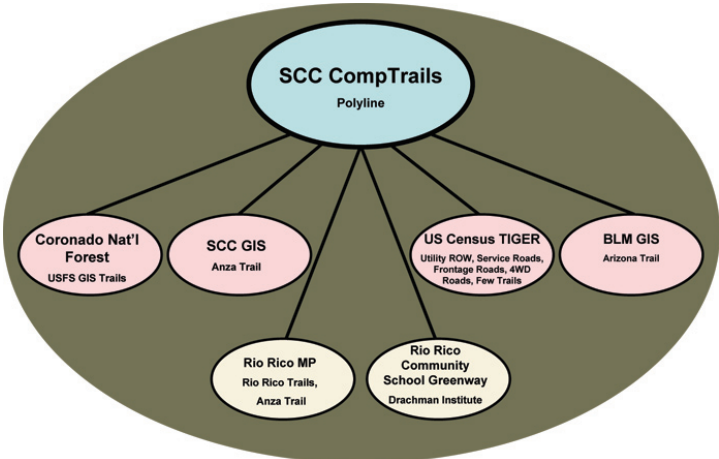 SCC CompTrails
Polyline
Coronado Nat'l
Forest
USFS GIS Trails
SCC GIS
Anza Trail
US Census TIGER
Utility ROW, Service Roads,
Frontage Roads, 4WD
Roads, Few Trails
BLM GIS
Arizona Trail
Rio Rico MP
Rio Rico Trails,
Anza Trail
Rio Rico
Community
School Greenway
Drachman Institute